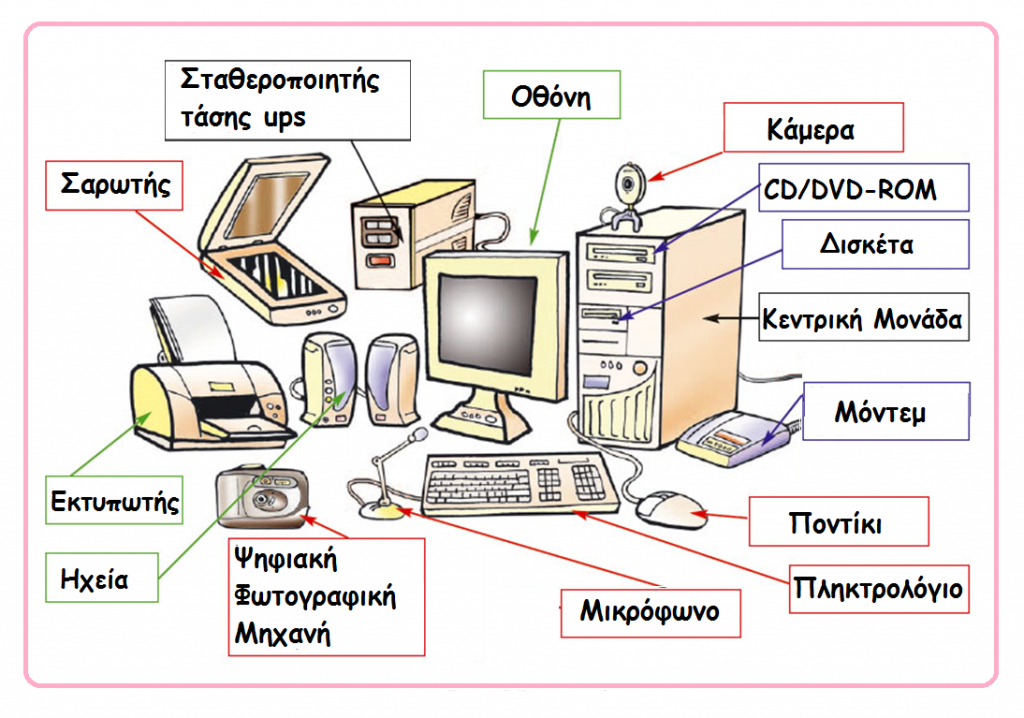 Σταθεροποιητής
τάσης ups
Οθόνη
Κάμερα
Σαρωτής
CD/DVD-ROM
Δισκέτα
Κεντρική Μονάδα
Μόντεμ
Εκτυπωτής
Ποντίκι
Ηχεία
Ψηφιακή
Φωτογραφική
Μηχανή
Μικρόφωνο
Πληκτρολόγιο